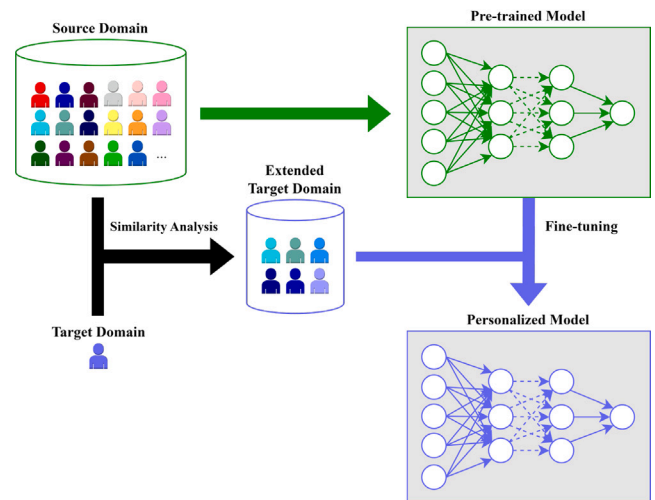 Source Domain
Pre-trained Model
...
Extended
Target Domain
Similarity Analysis
Fine-tuning
Target Domain
Personalized Model